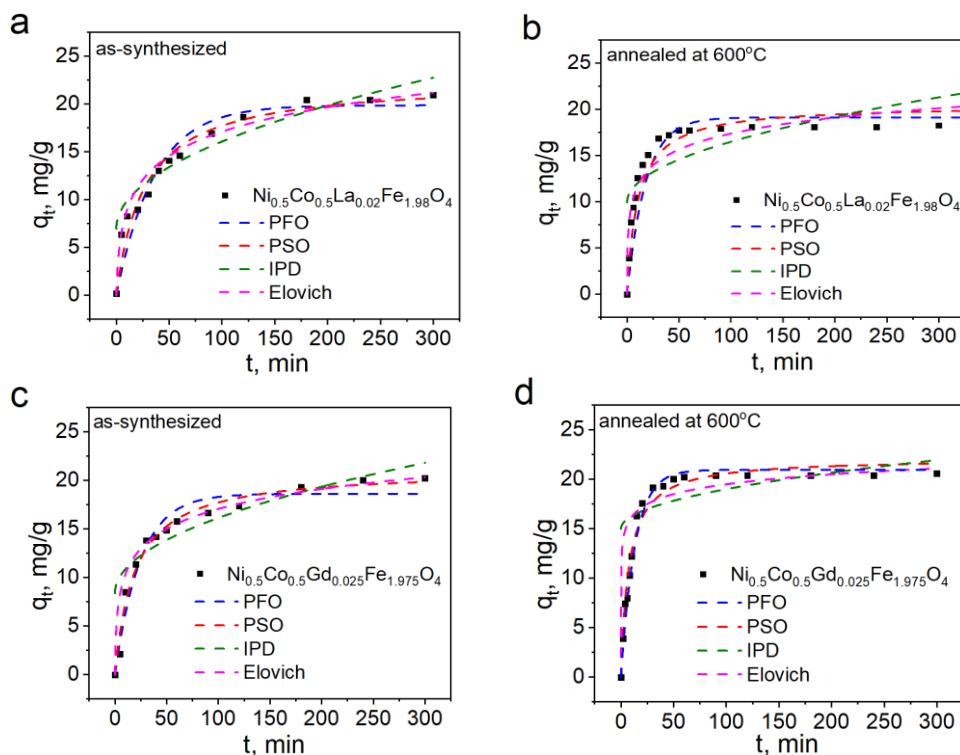 a
as-synthesized
25
20
15
10
5
0
qt, mg/g
Ni0.5Co0.5La0.02Fe1.98O4
PFO
PSO
IPD
Elovich
0 50 100 150 200 250 300
t, min
b
annealed at 600°C
25
20
15
10
5
0
qt, mg/g
Ni0.5Co0.5La0.02Fe1.98O4
PFO
PSO
IPD
Elovich
0 50 100 150 200 250 300
t, min
c
as-synthesized
25
20
15
10
5
0
qt, mg/g
Ni0.5Co0.5Gd0.025Fe1.975O4
PFO
PSO
IPD
Elovich
0 50 100 150 200 250 300
t, min
d
annealed at 600°C
25
20
15
10
5
0
qt, mg/g
Ni0.5Co0.5Gd0.025Fe1.975O4
PFO
PSO
IPD
Elovich
0 50 100 150 200 250 300
t, min